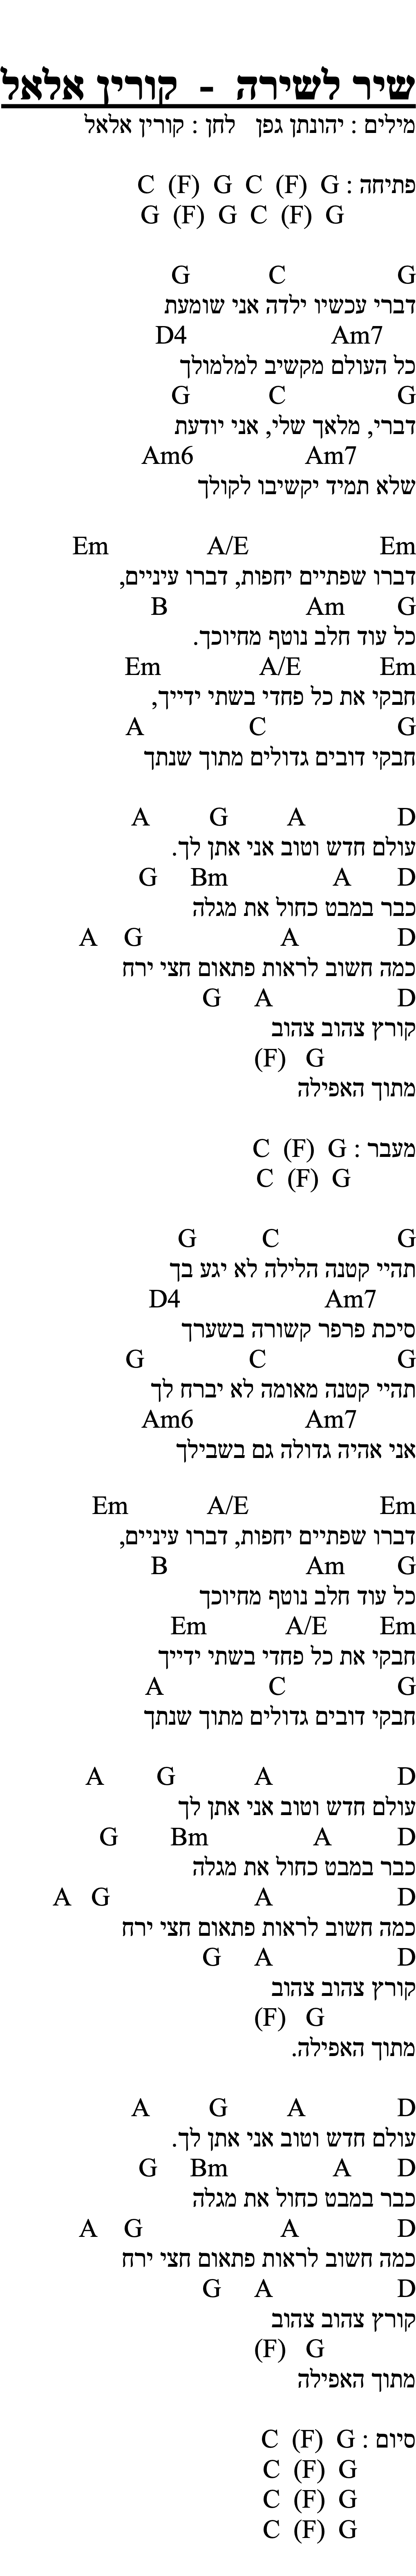 שיר לשירה - קורין אלאל
מילים : יהונתן גפן לחן : קורין אלאל
פתיחה : G (F) C G (F) C
G (F) C G (F) G
G C G
דברי עכשיו ילדה אני שומעת
Am7 D4
כל העולם מקשיב למלמולך
G C G
דברי, מלאך שלי, אני יודעת
Am7 Am6
שלא תמיד יקשיבו לקולך
Em A/E Em
דברו שפתיים יחפות, דברו עיניים,
G Am B
כל עוד חלב נוטף מחיוכך.
Em A/E Em
חבקי את כל פחדי בשתי ידייך,
G C A
חבקי דובים גדולים מתוך שנתך
D A G A
עולם חדש וטוב אני אתן לך.
D A Bm G
כבר במבט כחול את מגלה
D A G A
כמה חשוב לראות פתאום חצי ירח
D A G
קורץ צהוב צהוב
G (F)
מתוך האפילה
מעבר : G (F) C
G (F) C
G C G
תהיי קטנה הלילה לא יגע בך
Am7 D4
סיכת פרפר קשורה בשערך
G C G
תהיי קטנה מאומה לא יברח לך
Am7 Am6
אני אהיה גדולה גם בשבילך
Em A/E Em
דברו שפתיים יחפות, דברו עיניים,
G Am B
כל עוד חלב נוטף מחיוכך
Em A/E Em
חבקי את כל פחדי בשתי ידייך
G C A
חבקי דובים גדולים מתוך שנתך
D A G A
עולם חדש וטוב אני אתן לך
D A Bm G
כבר במבט כחול את מגלה
D A G A
כמה חשוב לראות פתאום חצי ירח
D A G
קורץ צהוב צהוב
G (F)
מתוך האפילה.
D A G A
עולם חדש וטוב אני אתן לך.
D A Bm G
כבר במבט כחול את מגלה
D A G A
כמה חשוב לראות פתאום חצי ירח
D A G
קורץ צהוב צהוב
G (F)
מתוך האפילה
סיום : G (F) C
G (F) C
G (F) C
G (F) C